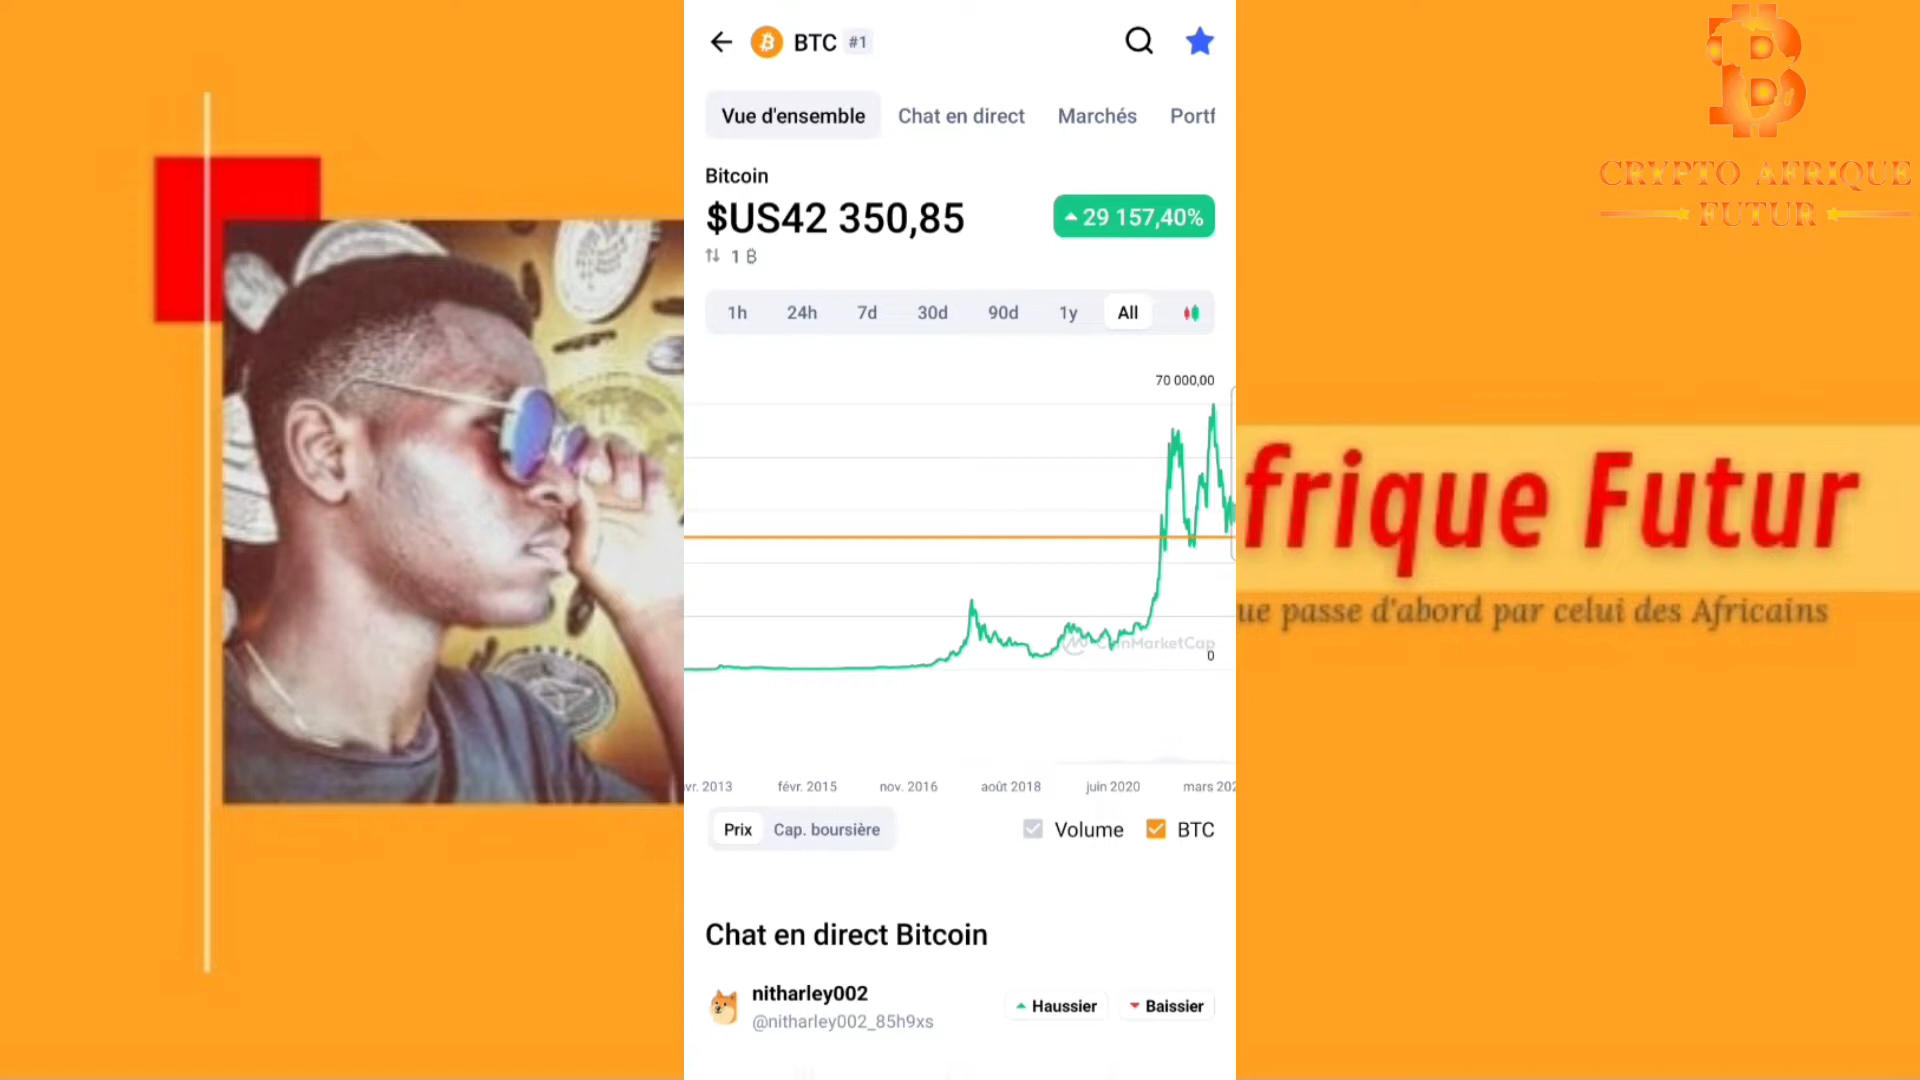 BTC #1
CRYPTO AFRIQUE
FUTUR
Vue d'ensemble Chat en direct Marchés Portf
Bitcoin
$US42 350,85 29 157,40%
1 ₿
1h 24h 7d 30d 90d 1y All
70 000,00
frique Futur
ue passe d'abord par celui des Africains
CoinMarketCap
0
vr. 2013 févr. 2015 nov. 2016 août 2018 juin 2020 mars 202
Prix Cap. boursière Volume BTC
Chat en direct Bitcoin
nitharley002
@nitharley002_85h9xs Haussier Baissier